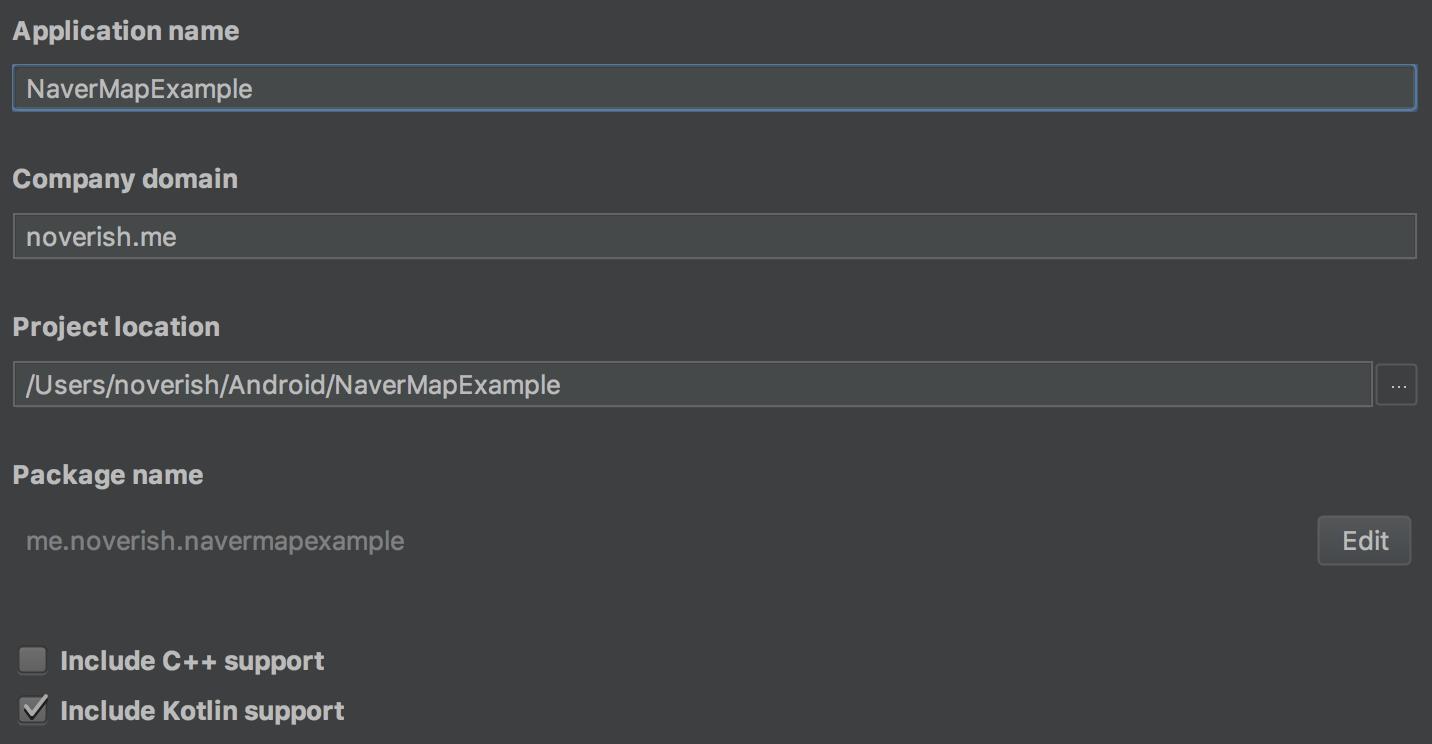 Application name
NaverMapExample
Company domain
noverish.me
Project location
/Users/noverish/Android/NaverMapExample
...
Package name
me.noverish.navermapexample
Edit
Include C++ support
Include Kotlin support